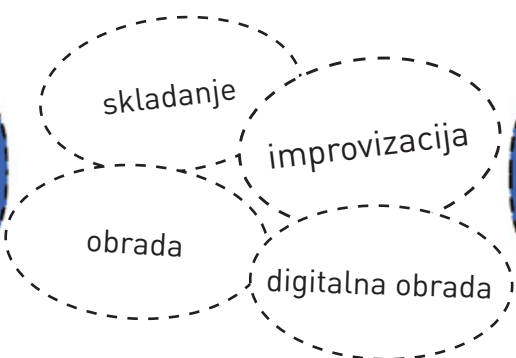 skladanje
improvizacija
obrada
digitalna obrada